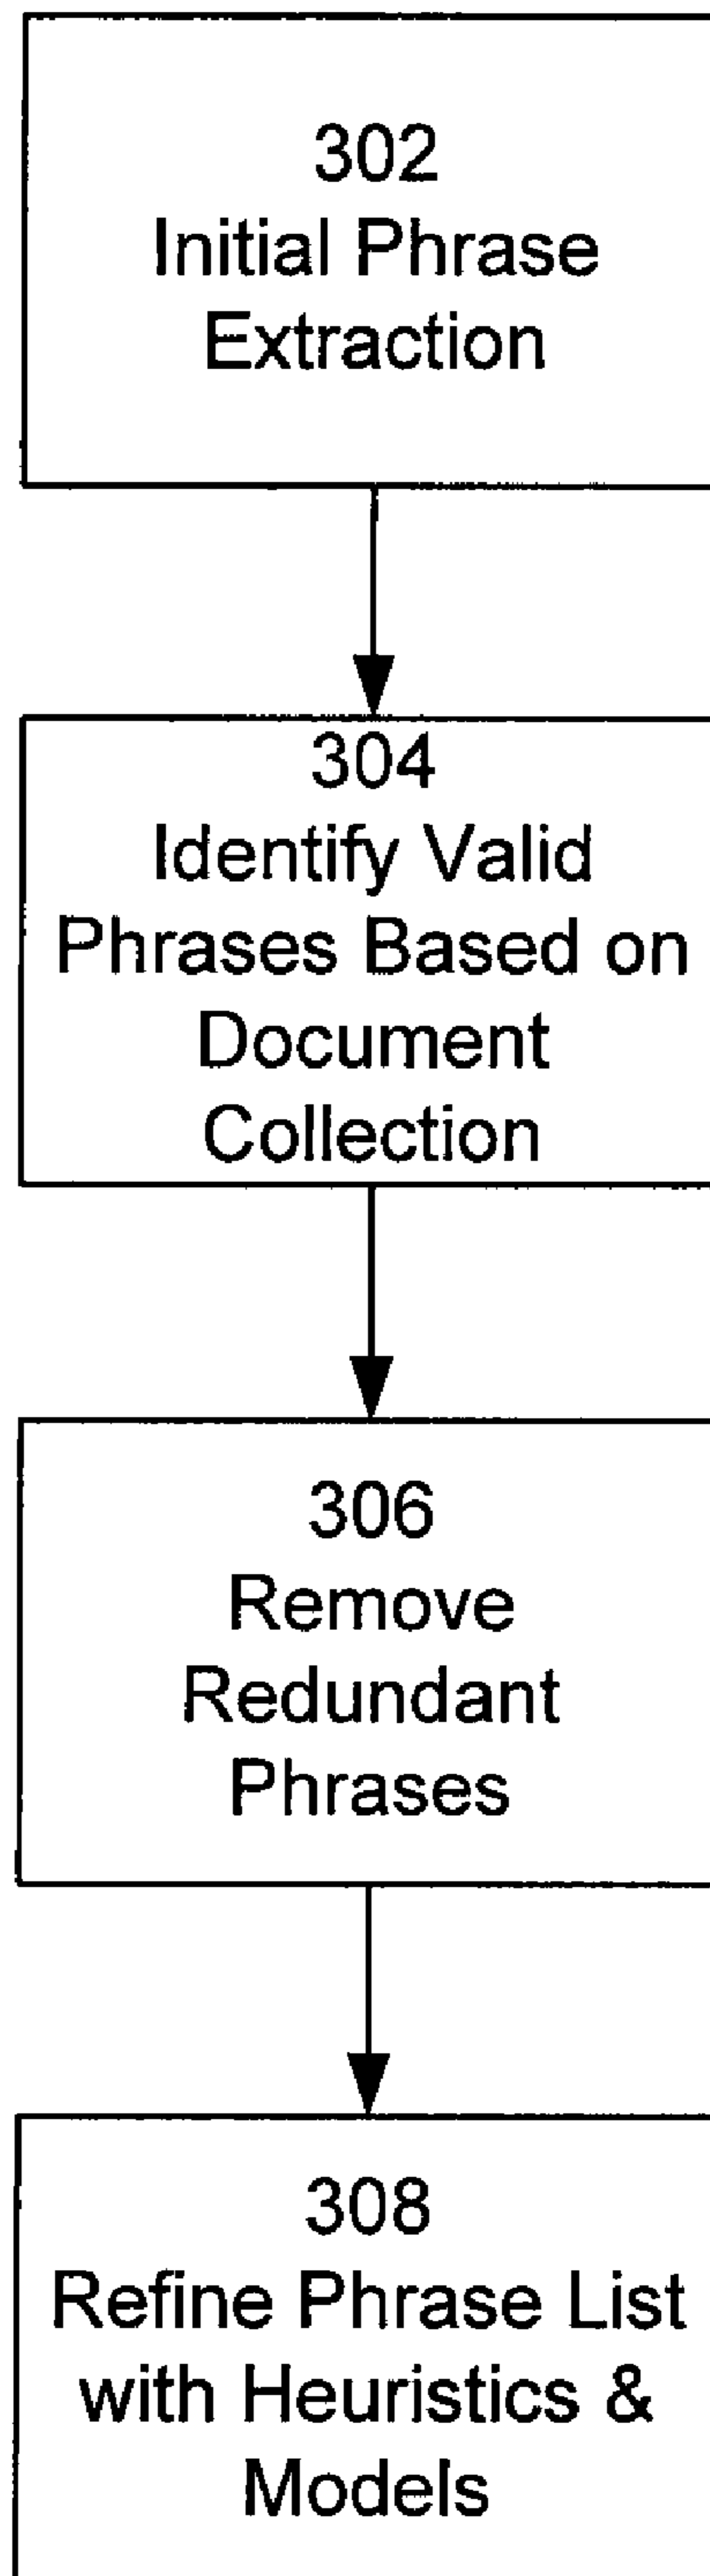 302
Initial Phrase
Extraction
304
Identify Valid
Phrases Based on
Document
Collection
306
Remove
Redundant
Phrases
308
Refine Phrase List
with Heuristics &
Models